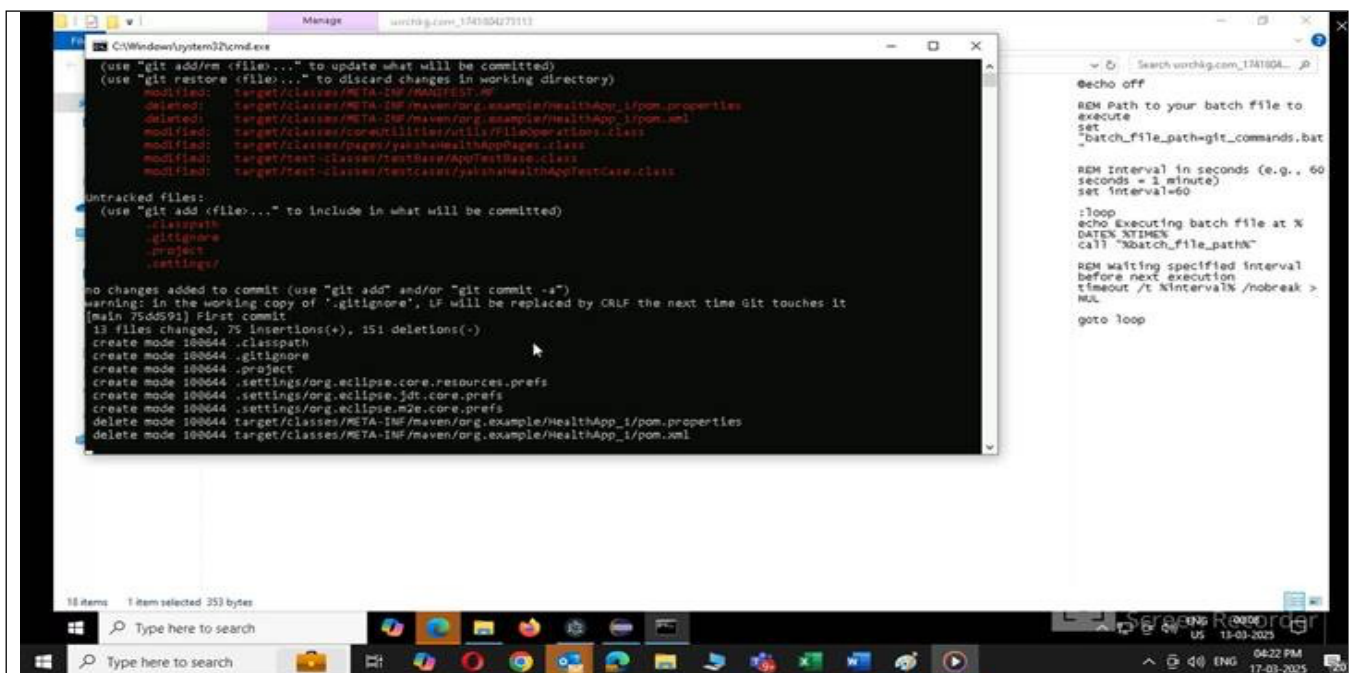 Manage
C:\Windows\system32\cmd.exe
(use "git add/rm <file>..." to update what will be committed)
(use "git restore <file>..." to discard changes in working directory)
modified: target/classes/META-INF/MANIFEST.MF
deleted: target/classes/META-INF/maven/org.example/HealthApp_1/pom.properties
deleted: target/classes/META-INF/maven/org.example/HealthApp_1/pom.xml
modified: target/classes/coreUtilities/utils/FileOperations.class
modified: target/classes/pages/yakshaHealthAppPages.class
modified: target/test-classes/testBase/AppTestBase.class
modified: target/test-classes/testcases/yakshaHealthAppTestCase.class
Untracked files:
(use "git add <file>..." to include in what will be committed)
.classpath
.gitignore
.project
.settings/
no changes added to commit (use "git add" and/or "git commit -a")
warning: in the working copy of '.gitignore', LF will be replaced by CRLF the next time Git touches it
[main 75dd591] First commit
13 files changed, 75 insertions(+), 151 deletions(-)
create mode 100644 .classpath
create mode 100644 .gitignore
create mode 100644 .project
create mode 100644 .settings/org.eclipse.core.resources.prefs
create mode 100644 .settings/org.eclipse.jdt.core.prefs
create mode 100644 .settings/org.eclipse.m2e.core.prefs
delete mode 100644 target/classes/META-INF/maven/org.example/HealthApp_1/pom.properties
delete mode 100644 target/classes/META-INF/maven/org.example/HealthApp_1/pom.xml
@echo off
REM Path to your batch file to
execute
set
"batch_file_path=git_commands.bat
"
REM Interval in seconds (e.g., 60
seconds = 1 minute)
set interval=60
:loop
echo Executing batch file at %
DATE% %TIME%
call "%batch_file_path%"
REM Waiting specified interval
before next execution
timeout /t %interval% /nobreak >
NUL
goto loop
18 items 1 item selected 353 bytes
Type here to search
Screen Recorder
ENG
US 13-03-2025
Type here to search
ENG
04:22 PM
17-03-2025
20